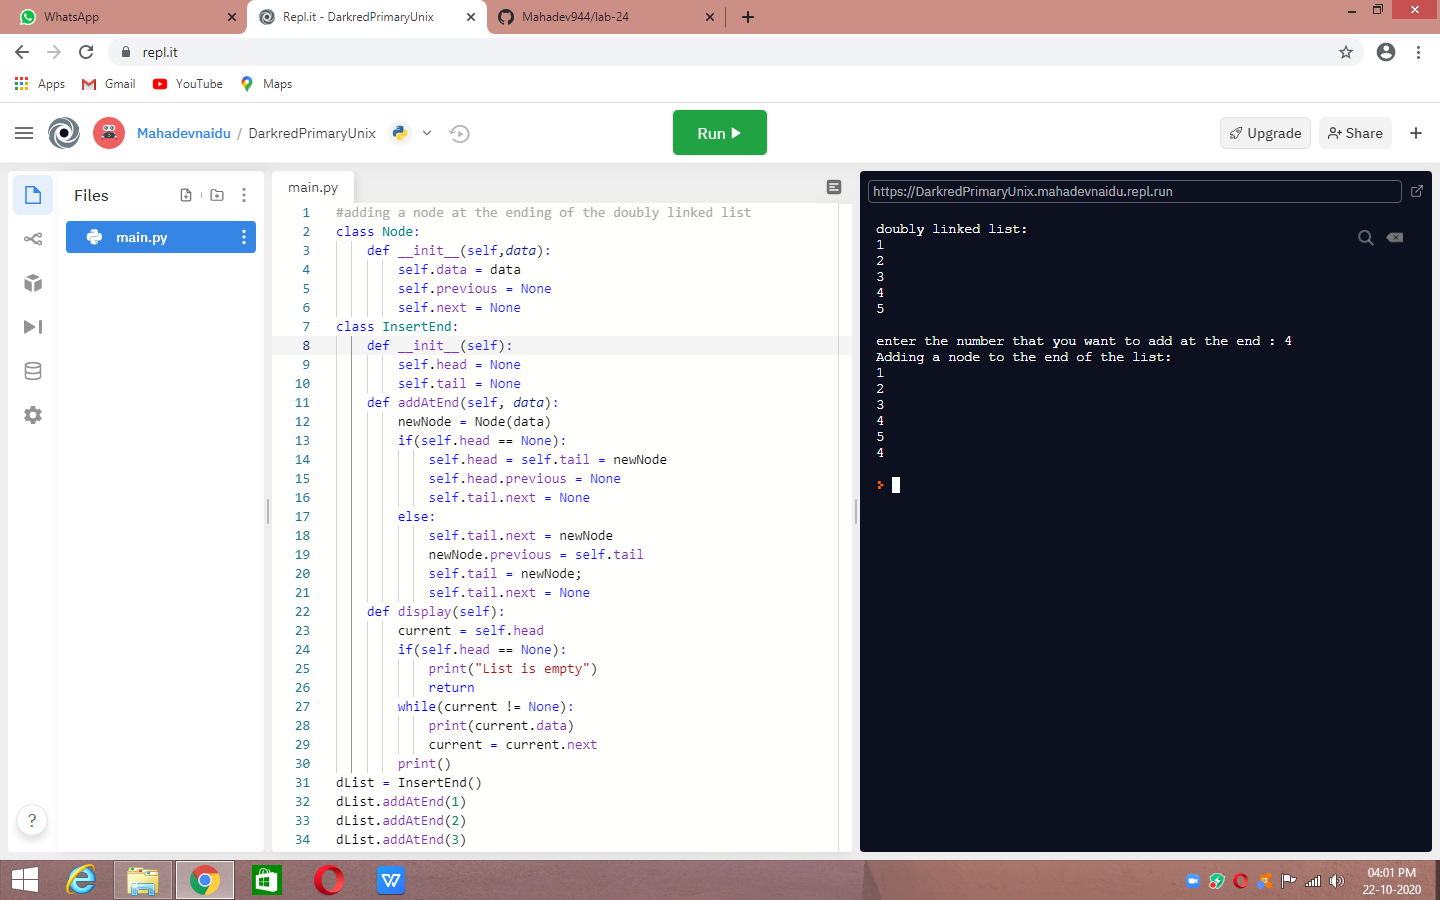 WhatsApp
Repl.it - DarkredPrimaryUnix
Mahadev944/lab-24
repl.it
Apps
Gmail
YouTube
Maps
Mahadevnaidu / DarkredPrimaryUnix
Run
Upgrade
Share
Files
main.py
main.py
1 #adding a node at the ending of the doubly linked list
2 class Node:
3     def __init__(self,data):
4         self.data = data
5         self.previous = None
6         self.next = None
7 class InsertEnd:
8     def __init__(self):
9         self.head = None
10         self.tail = None
11     def addAtEnd(self, data):
12         newNode = Node(data)
13         if(self.head == None):
14             self.head = self.tail = newNode
15             self.head.previous = None
16             self.tail.next = None
17         else:
18             self.tail.next = newNode
19             newNode.previous = self.tail
20             self.tail = newNode;
21             self.tail.next = None
22     def display(self):
23         current = self.head
24         if(self.head == None):
25             print("List is empty")
26             return
27         while(current != None):
28             print(current.data)
29             current = current.next
30         print()
31 dList = InsertEnd()
32 dList.addAtEnd(1)
33 dList.addAtEnd(2)
34 dList.addAtEnd(3)
https://DarkredPrimaryUnix.mahadevnaidu.repl.run
doubly linked list:
1
2
3
4
5
enter the number that you want to add at the end : 4
Adding a node to the end of the list:
1
2
3
4
5
4
?
W
04:01 PM
22-10-2020